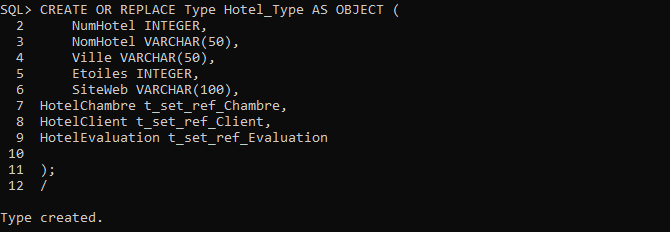 SQL> CREATE OR REPLACE Type Hotel_Type AS OBJECT (
  2      NumHotel INTEGER,
  3      NomHotel VARCHAR(50),
  4      Ville VARCHAR(50),
  5      Etoiles INTEGER,
  6      SiteWeb VARCHAR(100),
  7  HotelChambre t_set_ref_Chambre,
  8  HotelClient t_set_ref_Client,
  9  HotelEvaluation t_set_ref_Evaluation
 10
 11  );
 12  /
Type created.